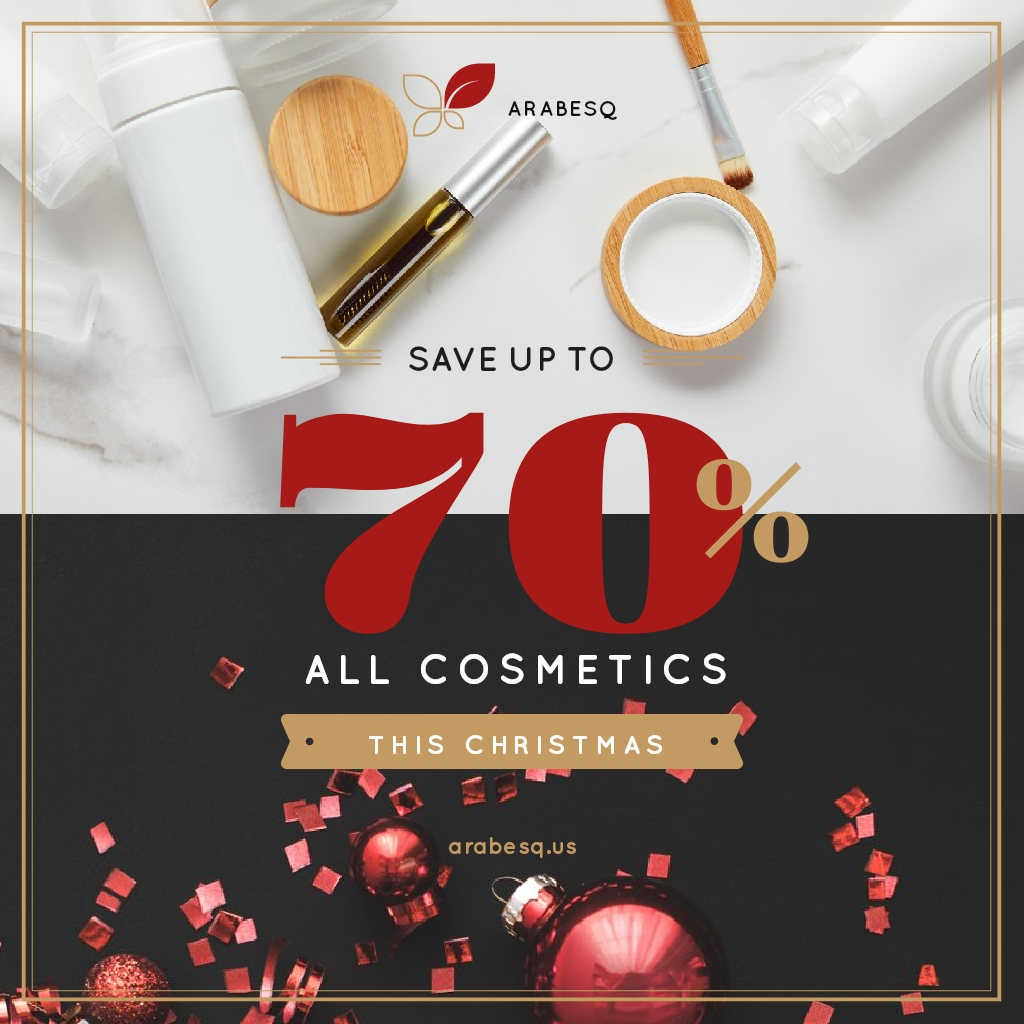 ARABESQ
SAVE UP TO
70%
ALL COSMETICS
THIS CHRISTMAS
arabesq.us